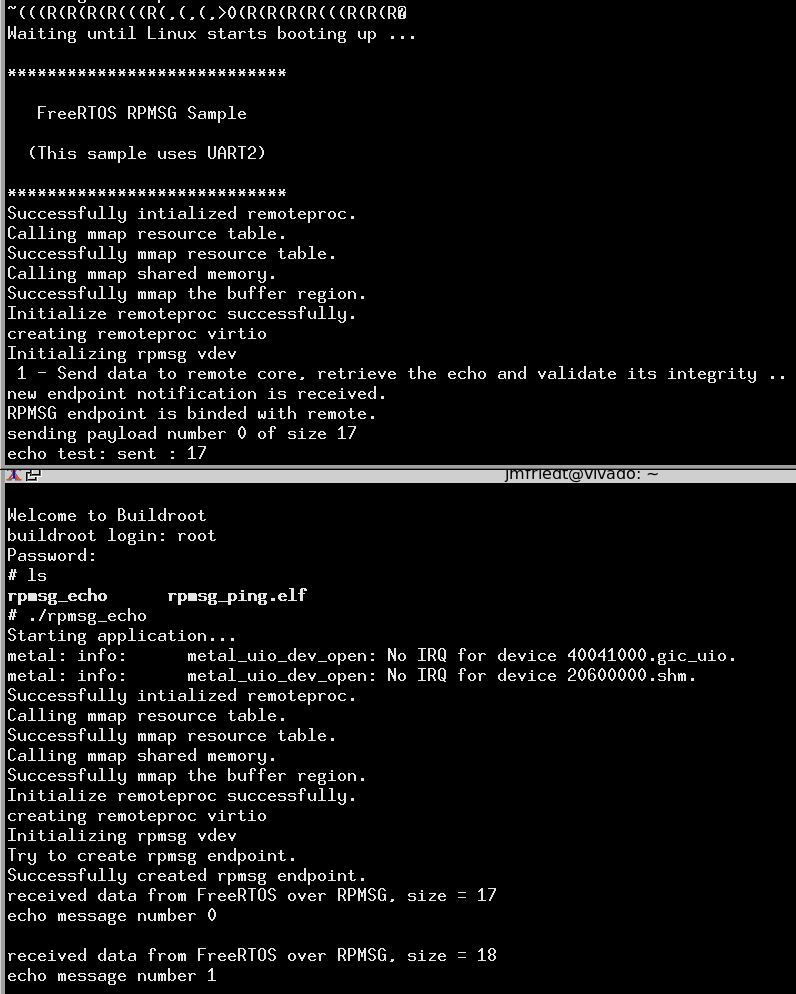 ~(((R(R(R(R(((R(,(,(,>0(R(R(R(R(((R(R(R
Waiting until Linux starts booting up ...
****************************
FreeRTOS RPMSG Sample
(This sample uses UART2)
****************************
Successfully intialized remoteproc.
Calling mmap resource table.
Successfully mmap resource table.
Calling mmap shared memory.
Successfully mmap the buffer region.
Initialize remoteproc successfully.
creating remoteproc virtio
Initializing rpmsg vdev
1 - Send data to remote core, retrieve the echo and validate its integrity ..
new endpoint notification is received.
RPMSG endpoint is binded with remote.
sending payload number 0 of size 17
echo test: sent : 17
jmfriedt@vivado: ~
Welcome to Buildroot
buildroot login: root
Password:
# ls
rpmsg_echo      rpmsg_ping.elf
# ./rpmsg_echo
Starting application...
metal: info:      metal_uio_dev_open: No IRQ for device 40041000.gic_uio.
metal: info:      metal_uio_dev_open: No IRQ for device 20600000.shm.
Successfully intialized remoteproc.
Calling mmap resource table.
Successfully mmap resource table.
Calling mmap shared memory.
Successfully mmap the buffer region.
Initialize remoteproc successfully.
creating remoteproc virtio
Initializing rpmsg vdev
Try to create rpmsg endpoint.
Successfully created rpmsg endpoint.
received data from FreeRTOS over RPMSG, size = 17
echo message number 0
received data from FreeRTOS over RPMSG, size = 18
echo message number 1